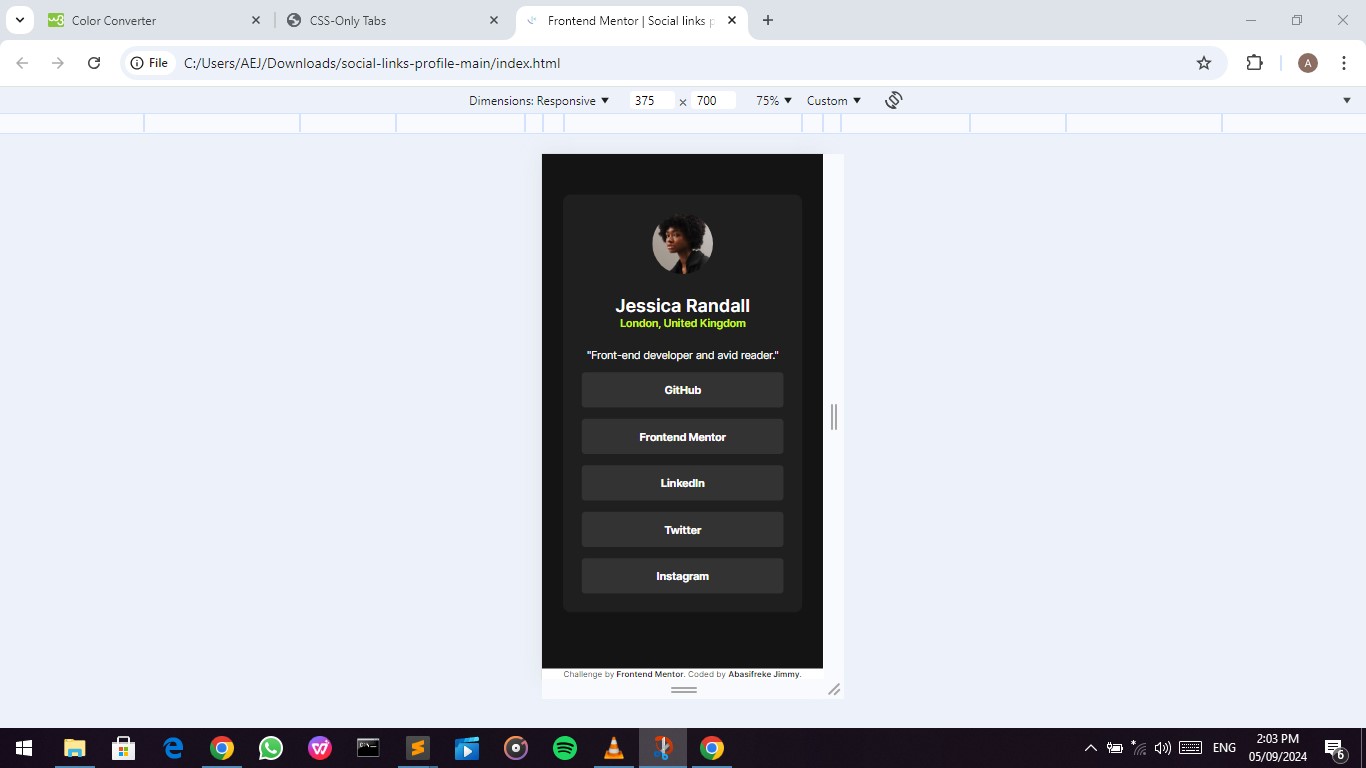 Color Converter
CSS-Only Tabs
Frontend Mentor | Social links p
File
C:/Users/AEJ/Downloads/social-links-profile-main/index.html
A
Dimensions: Responsive
375 × 700
75%
Custom
Jessica Randall
London, United Kingdom
"Front-end developer and avid reader."
GitHub
Frontend Mentor
LinkedIn
Twitter
Instagram
Challenge by Frontend Mentor. Coded by Abasifreke Jimmy.
ENG
2:03 PM
05/09/2024
6